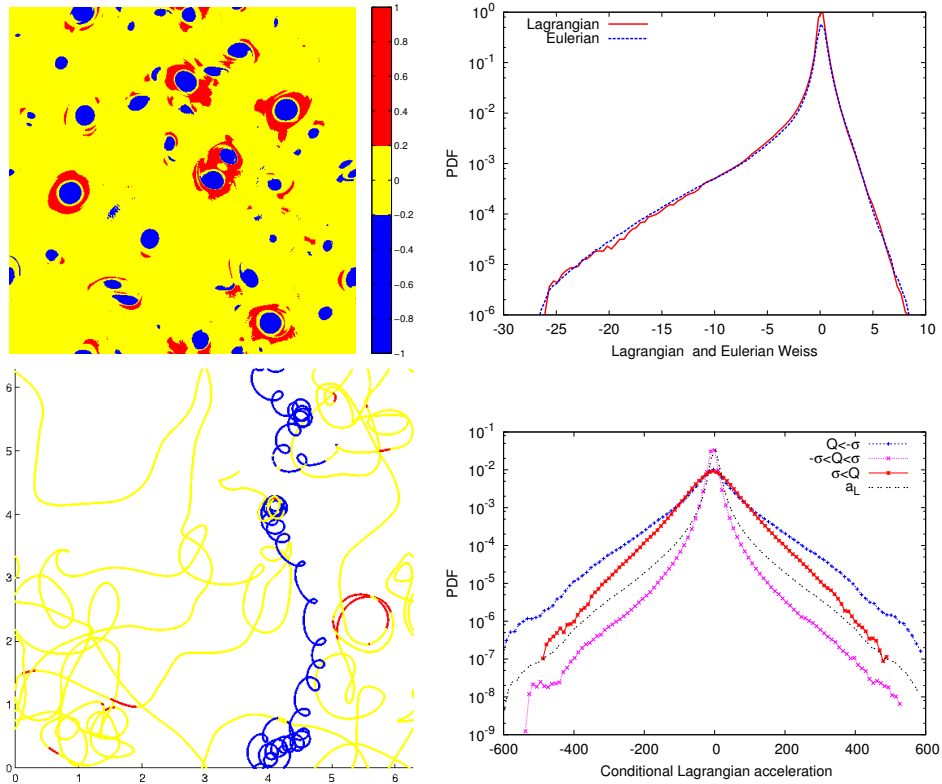 1
0.8
0.6
0.4
0.2
0
−0.2
−0.4
−0.6
−0.8
−1
Lagrangian
Eulerian
PDF
10^0
10^-1
10^-2
10^-3
10^-4
10^-5
10^-6
-30 -25 -20 -15 -10 -5 0 5 10
Lagrangian and Eulerian Weiss
6
5
4
3
2
1
0
0 1 2 3 4 5 6
Q<-σ
-σ<Q<σ
σ<Q
a_L
PDF
10^-1
10^-2
10^-3
10^-4
10^-5
10^-6
10^-7
10^-8
10^-9
-600 -400 -200 0 200 400 600
Conditional Lagrangian acceleration